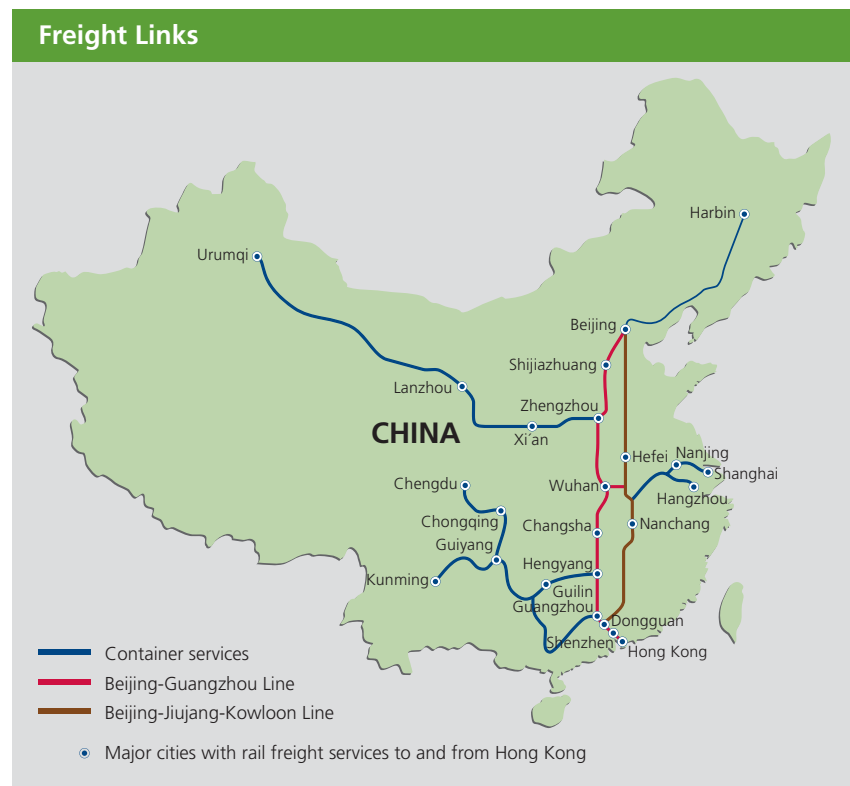 Freight Links
Harbin
Urumqi
Beijing
Shijiazhuang
Lanzhou
Zhengzhou
CHINA
Xi´an
Hefei
Nanjing
Shanghai
Chengdu
Wuhan
Hangzhou
Chongqing
Changsha
Nanchang
Guiyang
Hengyang
Kunming
Guilin
Guangzhou
Dongguan
Shenzhen
Hong Kong
Container services
Beijing-Guangzhou Line
Beijing-Jiujang-Kowloon Line
Major cities with rail freight services to and from Hong Kong